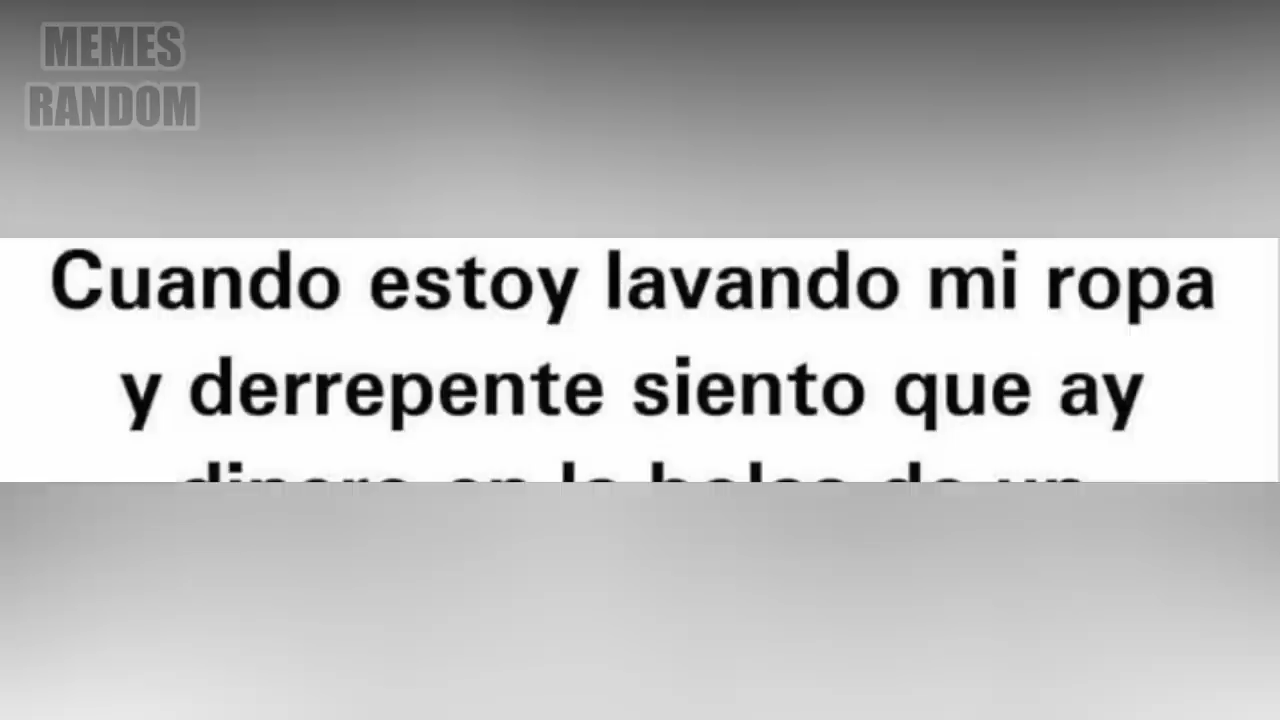 MEMES
RANDOM
Cuando estoy lavando mi ropa
y derrepente siento que ay